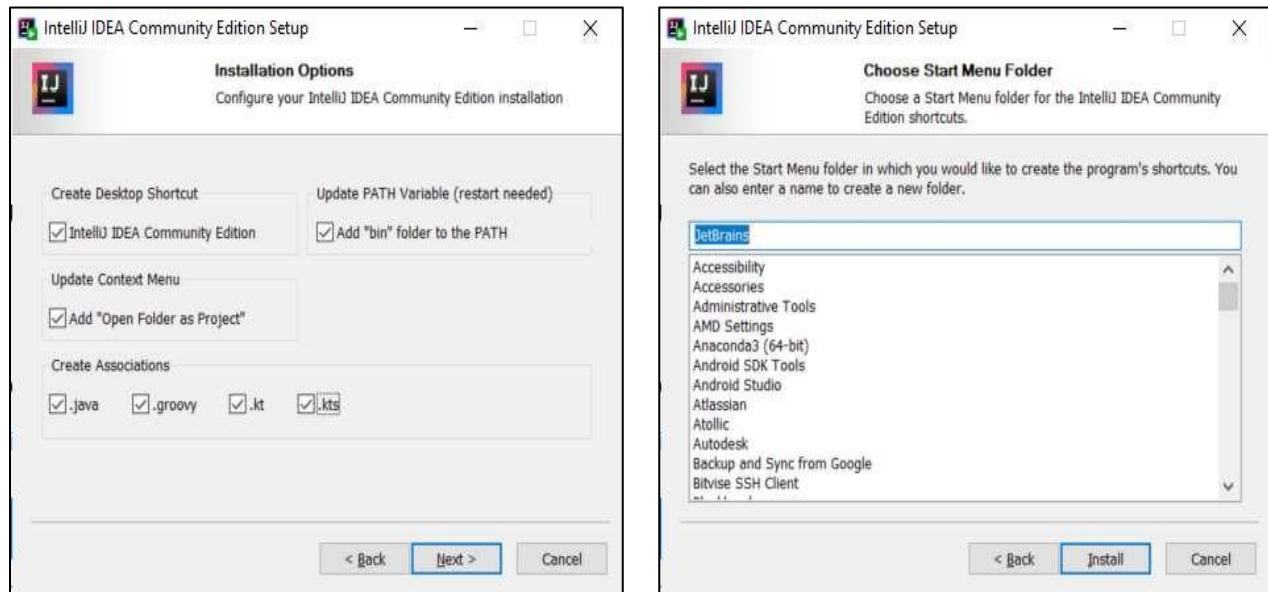 IntelliJ IDEA Community Edition Setup
IJ
Installation Options
Configure your IntelliJ IDEA Community Edition installation
Create Desktop Shortcut
Update PATH Variable (restart needed)
IntelliJ IDEA Community Edition
Add "bin" folder to the PATH
Update Context Menu
Add "Open Folder as Project"
Create Associations
.java .groovy .kt .kts
< Back Next > Cancel
IntelliJ IDEA Community Edition Setup
IJ
Choose Start Menu Folder
Choose a Start Menu folder for the IntelliJ IDEA Community
Edition shortcuts.
Select the Start Menu folder in which you would like to create the program's shortcuts. You
can also enter a name to create a new folder.
JetBrains
Accessibility
Accessories
Administrative Tools
AMD Settings
Anaconda3 (64-bit)
Android SDK Tools
Android Studio
Atlassian
Atollic
Autodesk
Backup and Sync from Google
Bitvise SSH Client
< Back Install Cancel